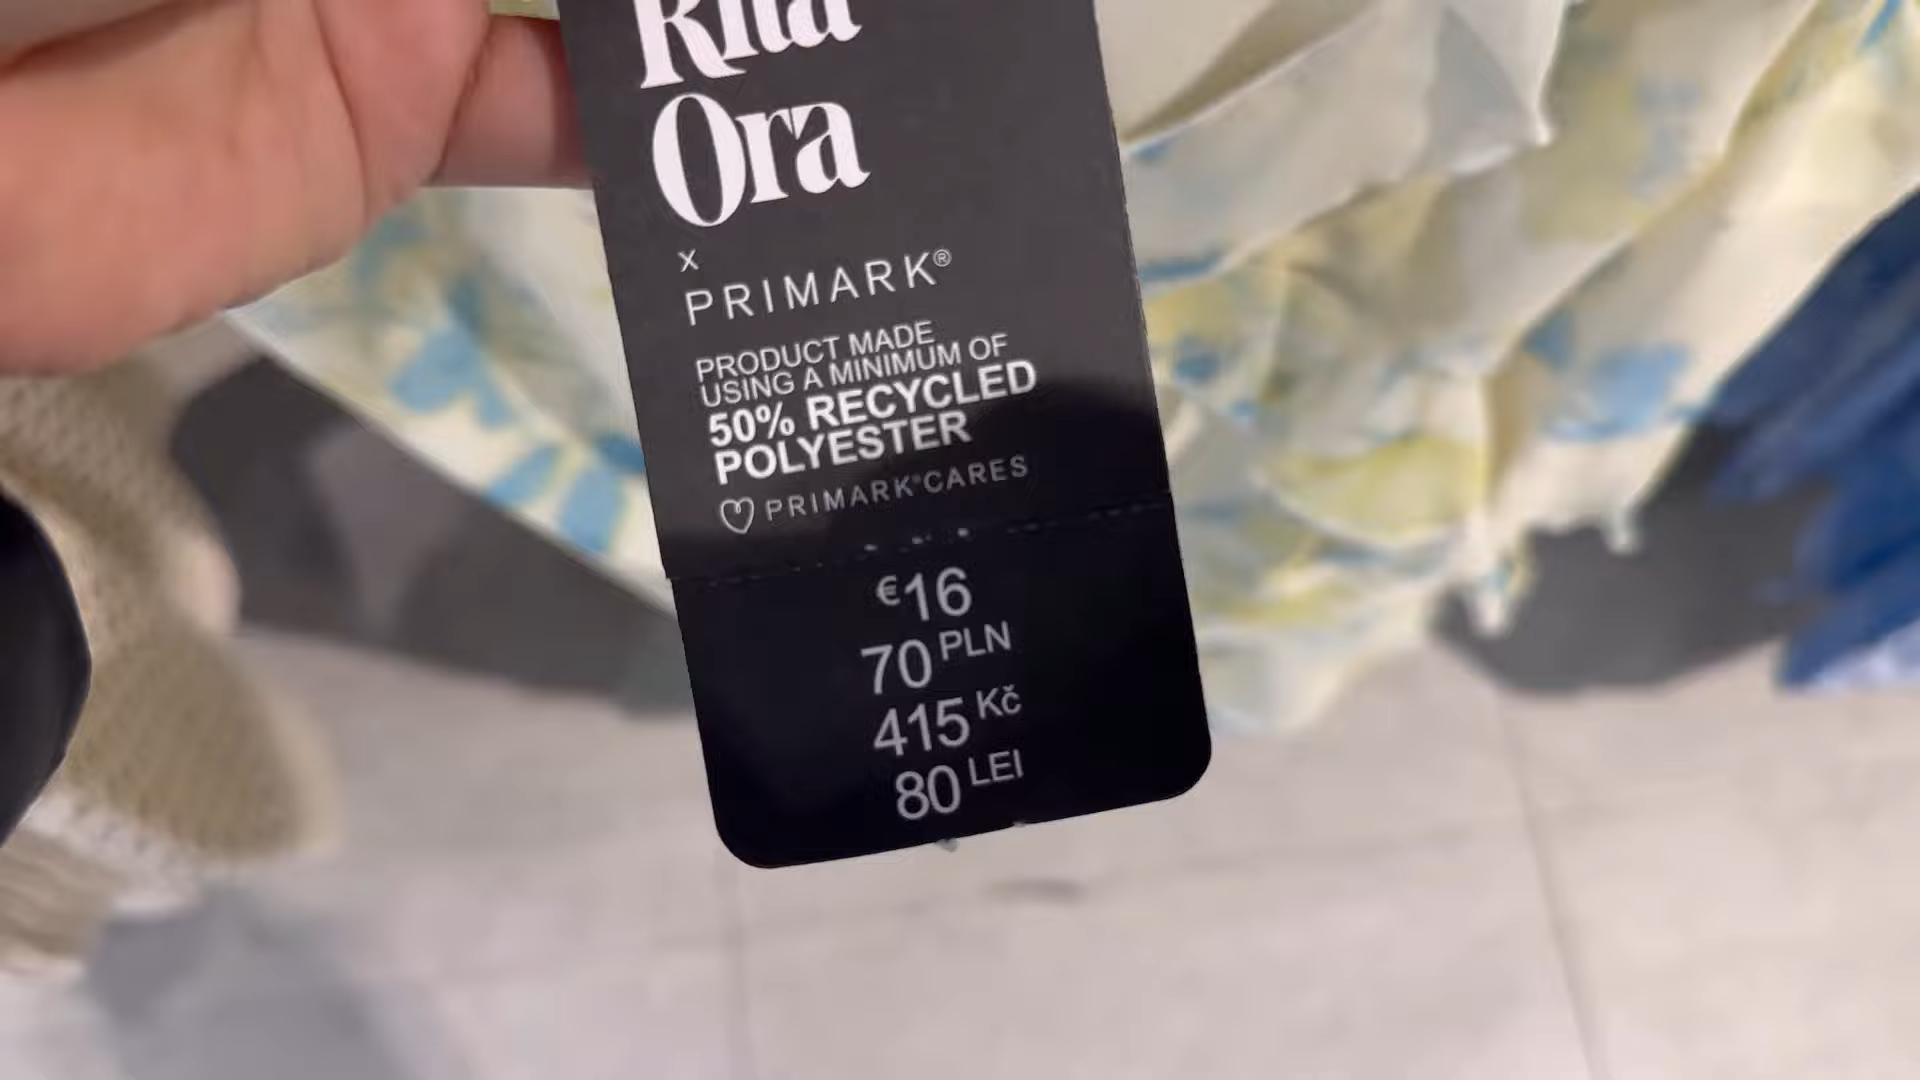 Rita
Ora
x
PRIMARK®
PRODUCT MADE
USING A MINIMUM OF
50% RECYCLED
POLYESTER
PRIMARK®CARES
€16
70 PLN
415 Kč
80 LEI